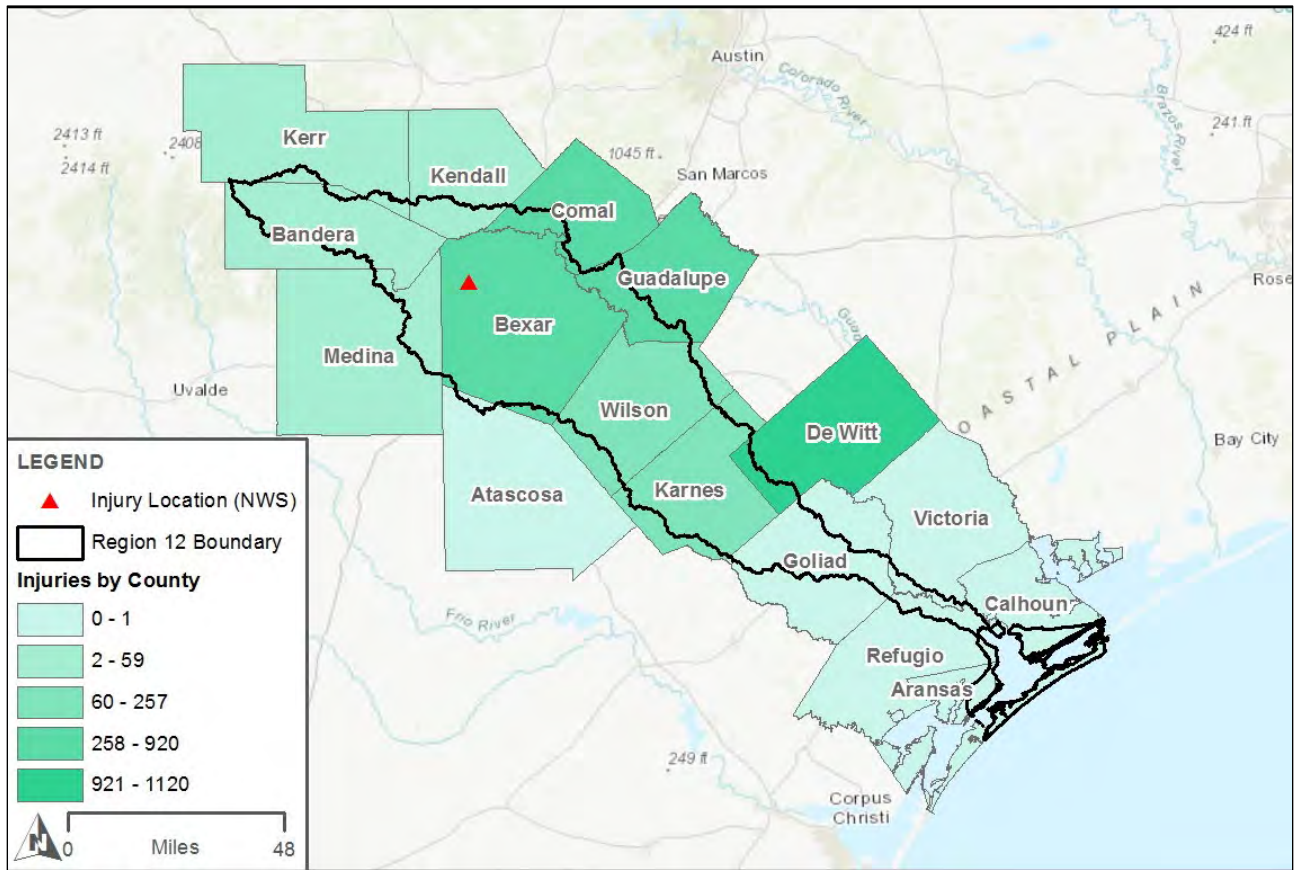 424 ft
Austin
Colorado River
Brazos River
241 ft
2413 ft
2408
2414 ft
Kerr
1045 ft
Kendall
San Marcos
Comal
Bandera
Guadalupe
Rose
Bexar
Guad
Medina
OASTAL PLAIN
Uvalde
Wilson
De Witt
Bay City
Atascosa
Karnes
Victoria
Goliad
Calhoun
Frio River
Refugio
Aransas
249 ft
Corpus
Christi
LEGEND
Injury Location (NWS)
Region 12 Boundary
Injuries by County
0 - 1
2 - 59
60 - 257
258 - 920
921 - 1120
N
0 Miles 48